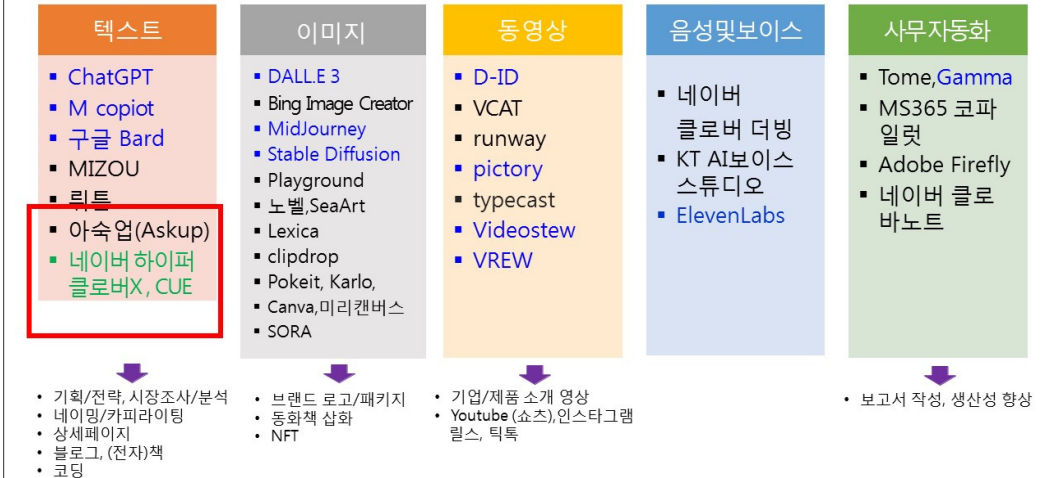 텍스트
ChatGPT
M copiot
구글 Bard
MIZOU
뤼튼
아숙업(Askup)
네이버 하이퍼
클로버X, CUE
기획/전략, 시장조사/분석
네이밍/카피라이팅
상세페이지
블로그, (전자)책
코딩
이미지
DALL.E 3
Bing Image Creator
MidJourney
Stable Diffusion
Playground
노벨,SeaArt
Lexica
clipdrop
Pokeit, Karlo,
Canva,미리캔버스
SORA
브랜드 로고/패키지
동화책 삽화
NFT
동영상
D-ID
VCAT
runway
pictory
typecast
Videostew
VREW
기업/제품 소개 영상
Youtube (쇼츠),인스타그램
릴스, 틱톡
음성및보이스
네이버
클로버 더빙
KT AI보이스
스튜디오
ElevenLabs
사무자동화
Tome,Gamma
MS365 코파
일럿
Adobe Firefly
네이버 클로
바노트
보고서 작성, 생산성 향상